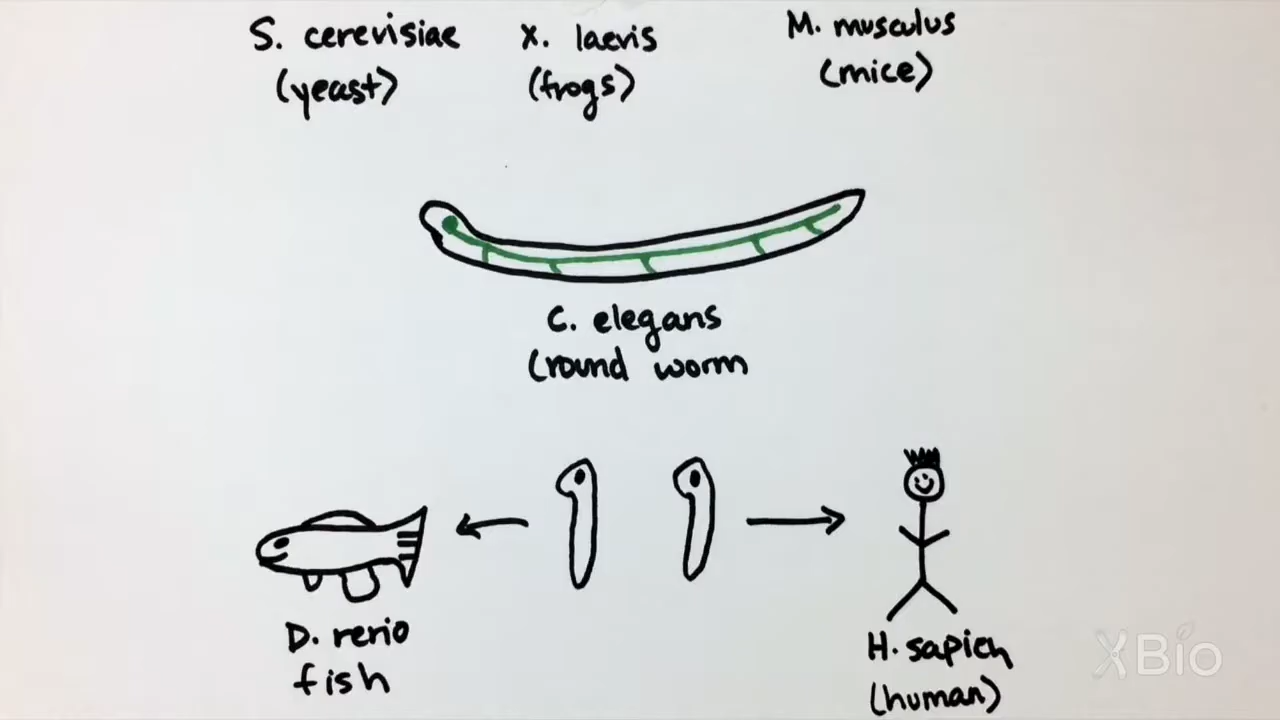 S. cerevisiae
(yeast)
X. laevis
(frogs)
M. musculus
(mice)
C. elegans
(round worm
D. rerio
fish
H. sapien
(human)
XBio